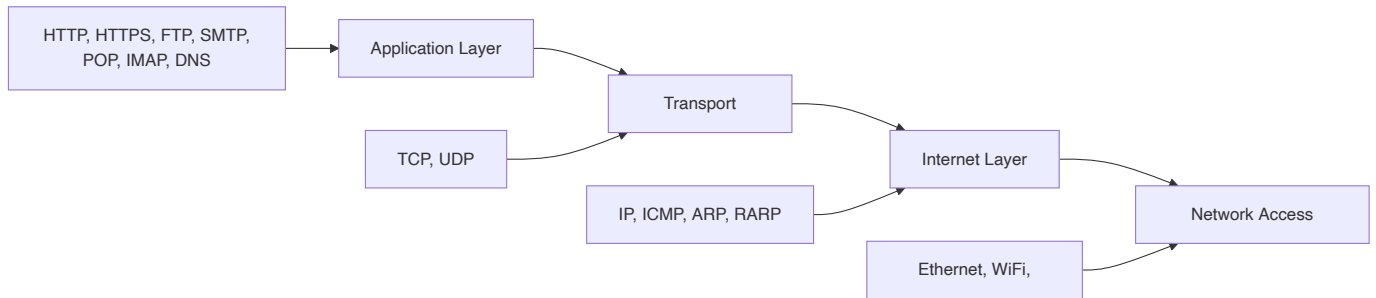 HTTP, HTTPS, FTP, SMTP,
POP, IMAP, DNS
Application Layer
Transport
TCP, UDP
Internet Layer
IP, ICMP, ARP, RARP
Network Access
Ethernet, WiFi,